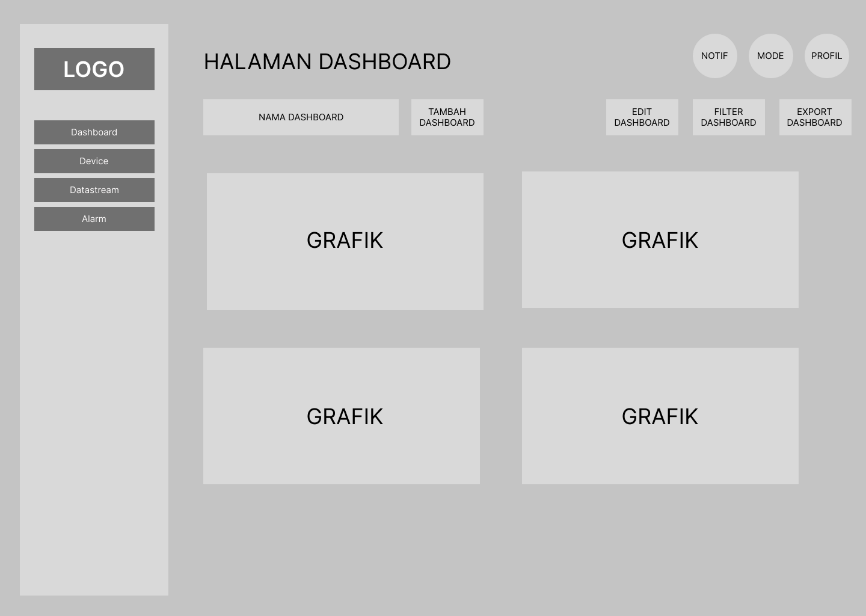 LOGO
Dashboard
Device
Datastream
Alarm
HALAMAN DASHBOARD
NOTIF
MODE
PROFIL
NAMA DASHBOARD
TAMBAH
DASHBOARD
EDIT
DASHBOARD
FILTER
DASHBOARD
EXPORT
DASHBOARD
GRAFIK
GRAFIK
GRAFIK
GRAFIK